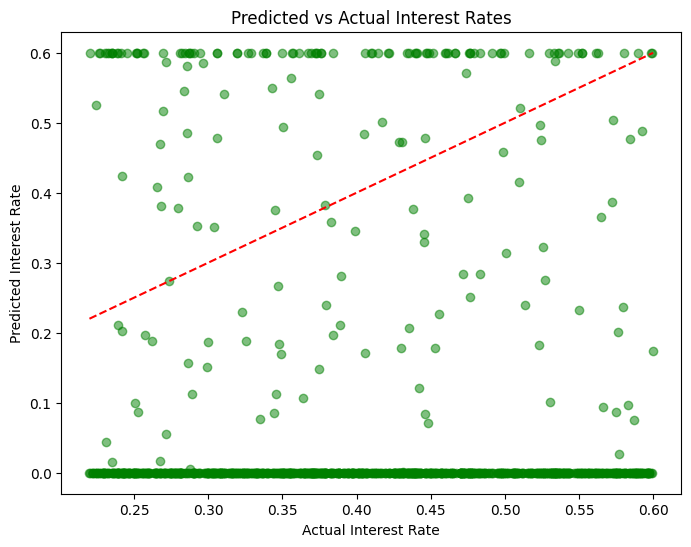 Predicted vs Actual Interest Rates
Predicted Interest Rate
0.6
0.5
0.4
0.3
0.2
0.1
0.0
0.25 0.30 0.35 0.40 0.45 0.50 0.55 0.60
Actual Interest Rate